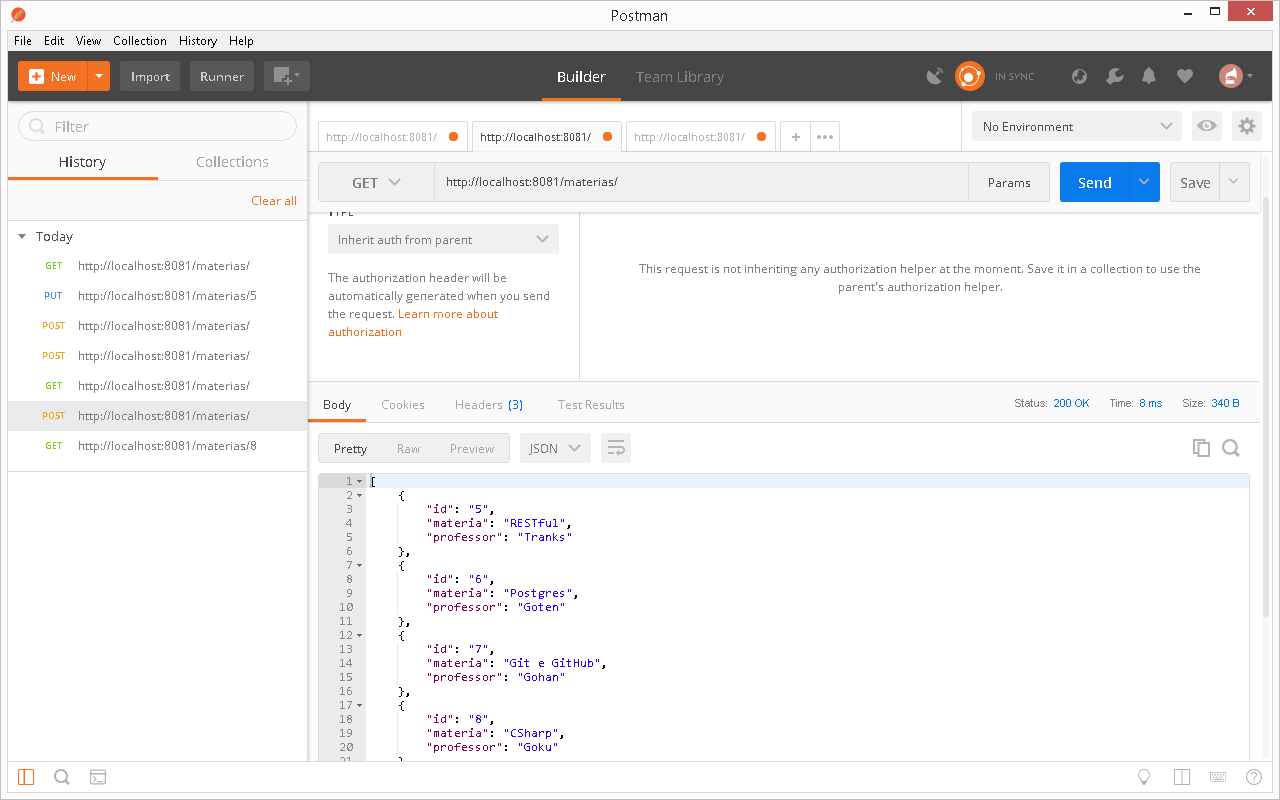 Postman
File Edit View Collection History Help
New Import Runner Builder Team Library IN SYNC
Filter
History Collections
Clear all
Today
GET http://localhost:8081/materias/
PUT http://localhost:8081/materias/5
POST http://localhost:8081/materias/
POST http://localhost:8081/materias/
GET http://localhost:8081/materias/
POST http://localhost:8081/materias/
GET http://localhost:8081/materias/8
http://localhost:8081/ http://localhost:8081/ http://localhost:8081/ + ••• No Environment
GET http://localhost:8081/materias/ Params Send Save
TYPE
Inherit auth from parent
The authorization header will be
automatically generated when you send
the request. Learn more about
authorization
This request is not inheriting any authorization helper at the moment. Save it in a collection to use the
parent's authorization helper.
Body Cookies Headers (3) Test Results Status: 200 OK Time: 8 ms Size: 340 B
Pretty Raw Preview JSON
1 [
2 {
3 "id": "5",
4 "materia": "RESTful",
5 "professor": "Tranks"
6 },
7 {
8 "id": "6",
9 "materia": "Postgres",
10 "professor": "Goten"
11 },
12 {
13 "id": "7",
14 "materia": "Git e GitHub",
15 "professor": "Gohan"
16 },
17 {
18 "id": "8",
19 "materia": "CSharp",
20 "professor": "Goku"
21 }